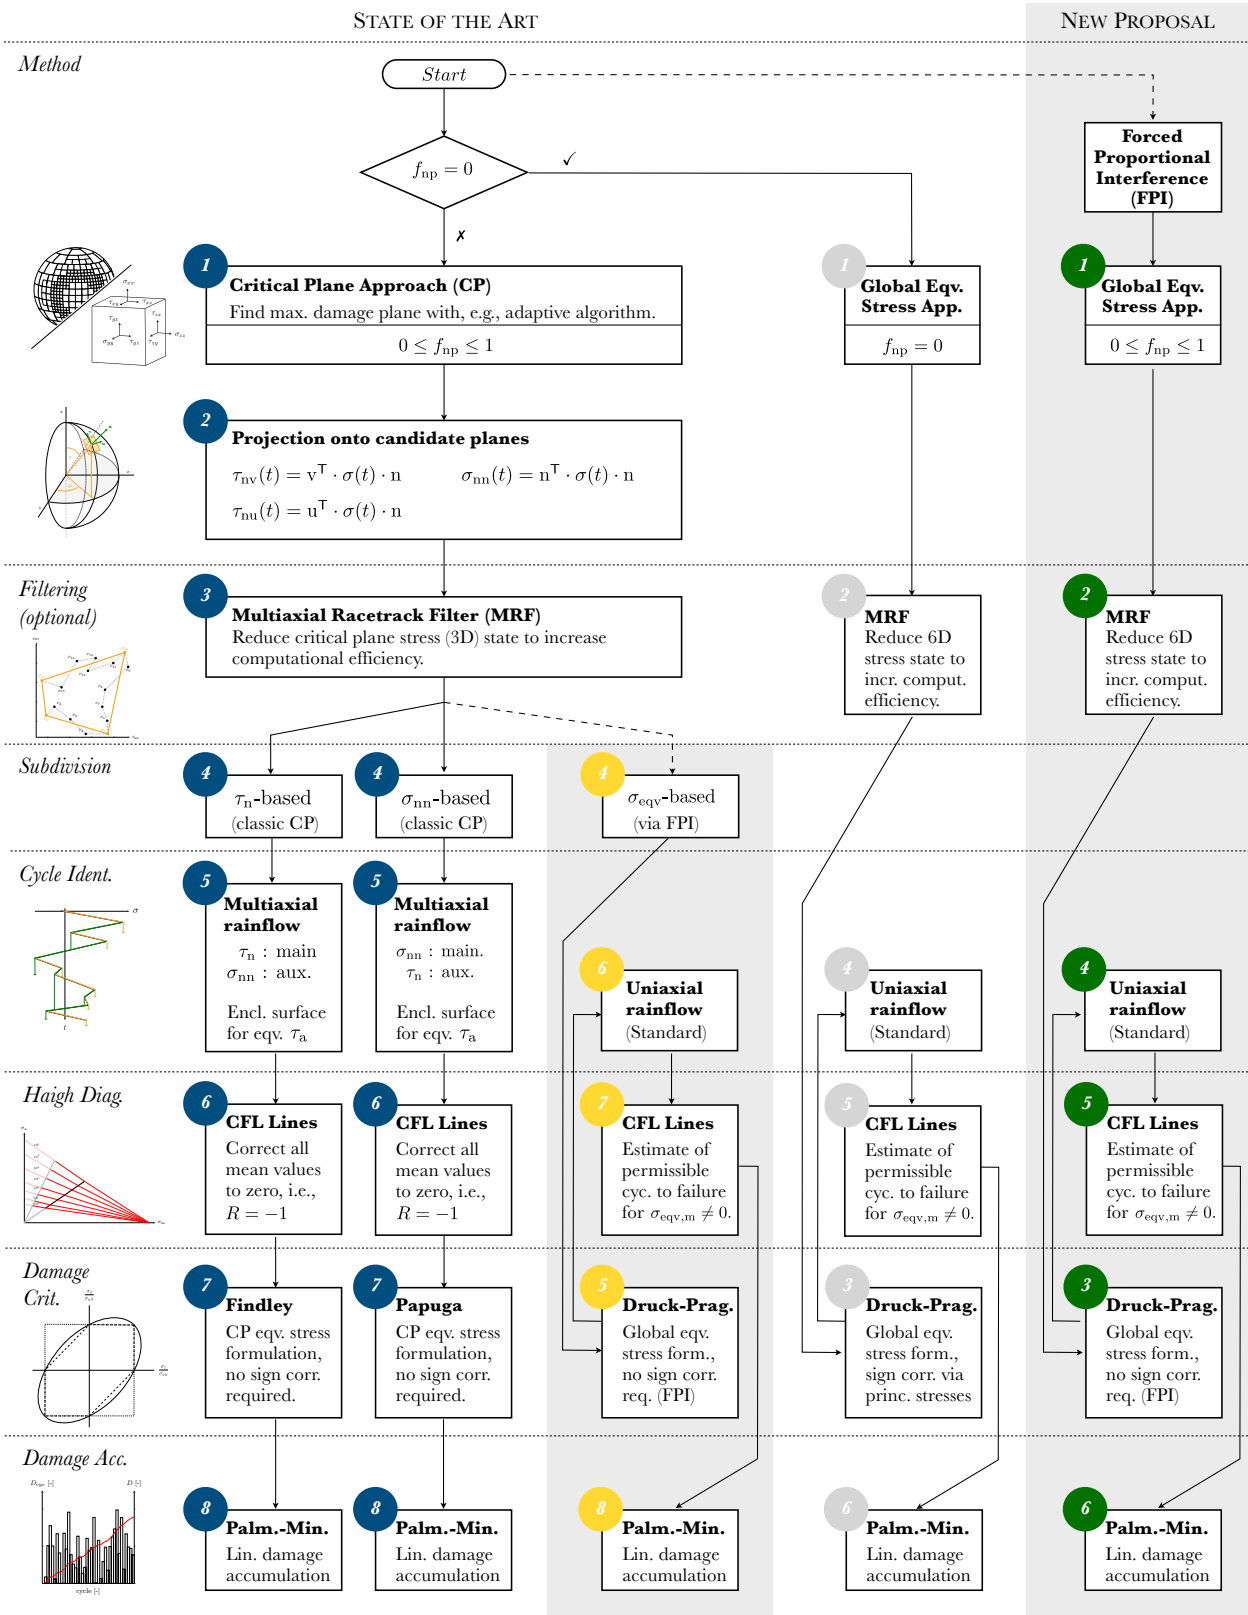 STATE OF THE ART
NEW PROPOSAL
Method
Start
f_np = 0
✓
✗
Forced
Proportional
Interference
(FPI)
1
Critical Plane Approach (CP)
Find max. damage plane with, e.g., adaptive algorithm.
0 ≤ f_np ≤ 1
1
Global Eqv.
Stress App.
f_np = 0
1
Global Eqv.
Stress App.
0 ≤ f_np ≤ 1
2
Projection onto candidate planes
τ_nv(t) = v^T · σ(t) · n
σ_nn(t) = n^T · σ(t) · n
τ_nu(t) = u^T · σ(t) · n
Filtering
(optional)
3
Multiaxial Racetrack Filter (MRF)
Reduce critical plane stress (3D) state to increase
computational efficiency.
2
MRF
Reduce 6D
stress state to
incr. comput.
efficiency.
2
MRF
Reduce 6D
stress state to
incr. comput.
efficiency.
Subdivision
4
τ_n-based
(classic CP)
4
σ_nn-based
(classic CP)
4
σ_eqv-based
(via FPI)
Cycle Ident.
σ
t
5
Multiaxial
rainflow
τ_n : main
σ_nn : aux.
Encl. surface
for eqv. τ_a
5
Multiaxial
rainflow
σ_nn : main.
τ_n : aux.
Encl. surface
for eqv. τ_a
6
Uniaxial
rainflow
(Standard)
4
Uniaxial
rainflow
(Standard)
4
Uniaxial
rainflow
(Standard)
Haigh Diag.
6
CFL Lines
Correct all
mean values
to zero, i.e.,
R = −1
6
CFL Lines
Correct all
mean values
to zero, i.e.,
R = −1
7
CFL Lines
Estimate of
permissible
cyc. to failure
for σ_eqv,m ≠ 0.
5
CFL Lines
Estimate of
permissible
cyc. to failure
for σ_eqv,m ≠ 0.
5
CFL Lines
Estimate of
permissible
cyc. to failure
for σ_eqv,m ≠ 0.
Damage
Crit.
7
Findley
CP eqv. stress
formulation,
no sign corr.
required.
7
Papuga
CP eqv. stress
formulation,
no sign corr.
required.
5
Druck-Prag.
Global eqv.
stress form.,
no sign corr.
req. (FPI)
3
Druck-Prag.
Global eqv.
stress form.,
sign corr. via
princ. stresses
3
Druck-Prag.
Global eqv.
stress form.,
no sign corr.
req. (FPI)
Damage Acc.
D [-]
cycle [-]
8
Palm.-Min.
Lin. damage
accumulation
8
Palm.-Min.
Lin. damage
accumulation
8
Palm.-Min.
Lin. damage
accumulation
6
Palm.-Min.
Lin. damage
accumulation
6
Palm.-Min.
Lin. damage
accumulation